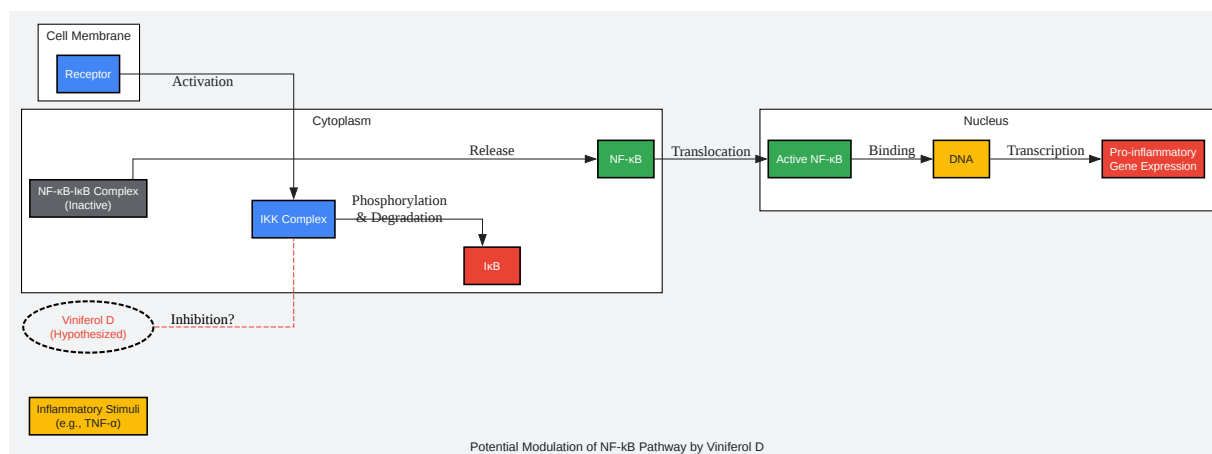 Cell Membrane
Receptor
Activation
Cytoplasm
Nucleus
Release
NF-κB
Translocation
Active NF-κB
Binding
DNA
Transcription
Pro-inflammatory
Gene Expression
NF-κB-IκB Complex
(Inactive)
IKK Complex
Phosphorylation
& Degradation
IκB
Viniferol D
(Hypothesized)
Inhibition?
Inflammatory Stimuli
(e.g., TNF-α)
Potential Modulation of NF-kB Pathway by Viniferol D